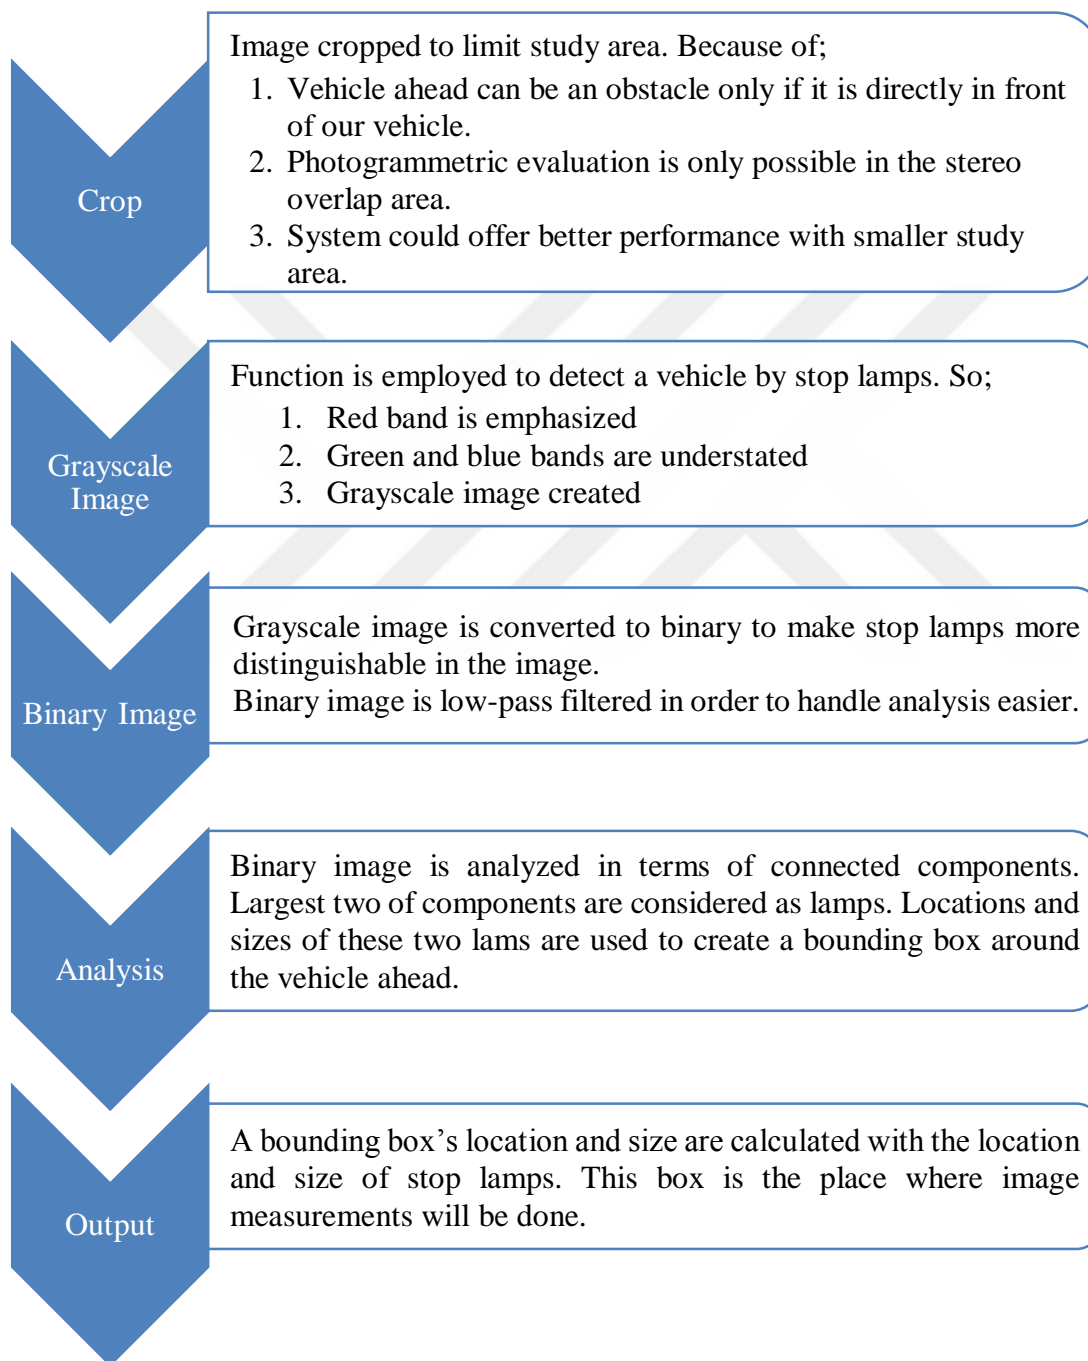 Image cropped to limit study area. Because of;
1. Vehicle ahead can be an obstacle only if it is directly in front
of our vehicle.
2. Photogrammetric evaluation is only possible in the stereo
overlap area.
3. System could offer better performance with smaller study
area.
Crop
Function is employed to detect a vehicle by stop lamps. So;
1. Red band is emphasized
2. Green and blue bands are understated
3. Grayscale image created
Grayscale
Image
Grayscale image is converted to binary to make stop lamps more
distinguishable in the image.
Binary image is low-pass filtered in order to handle analysis easier.
Binary Image
Binary image is analyzed in terms of connected components.
Largest two of components are considered as lamps. Locations and
sizes of these two lams are used to create a bounding box around
the vehicle ahead.
Analysis
A bounding box’s location and size are calculated with the location
and size of stop lamps. This box is the place where image
measurements will be done.
Output